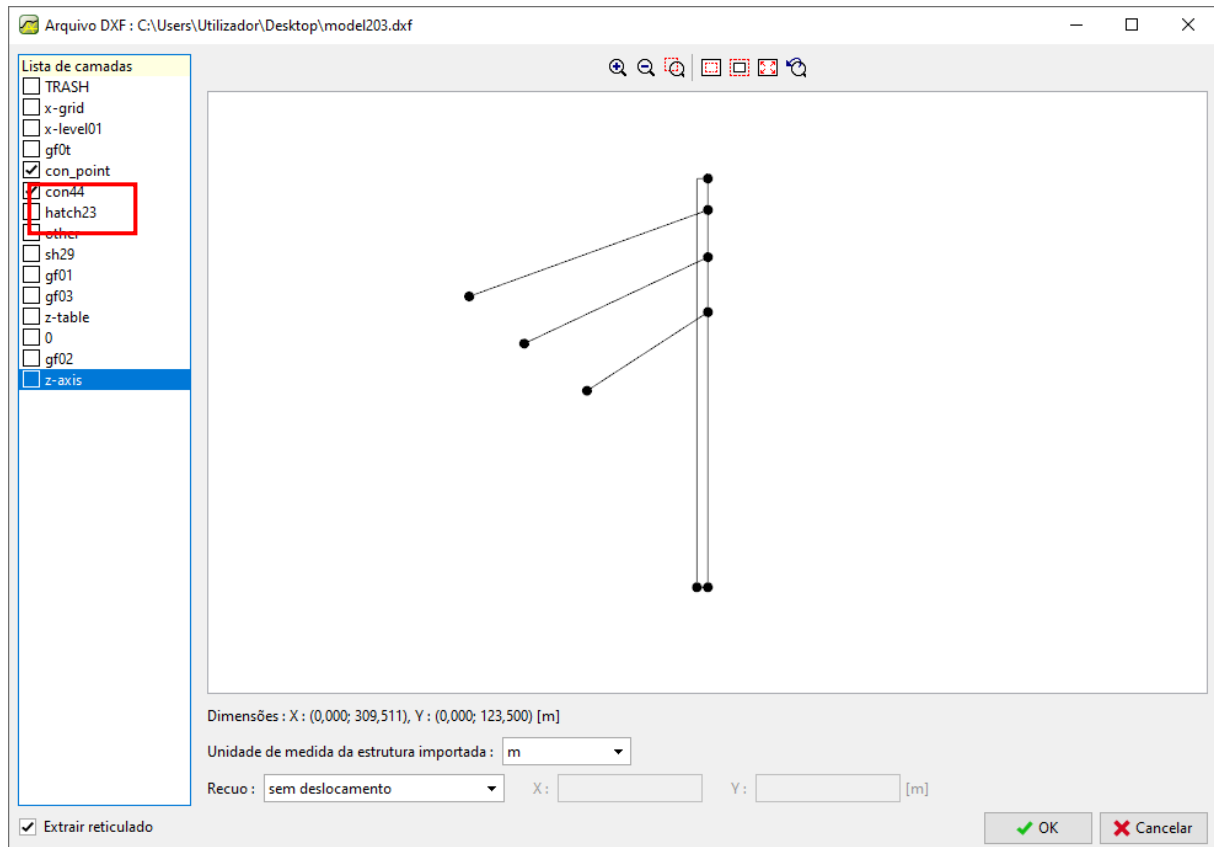 Arquivo DXF : C:\Users\Utilizador\Desktop\model203.dxf
Lista de camadas
TRASH
x-grid
x-level01
gf0t
con_point
con44
hatch23
other
sh29
gf01
gf03
z-table
0
gf02
z-axis
Dimensões : X : (0,000; 309,511), Y : (0,000; 123,500) [m]
Unidade de medida da estrutura importada : m
Recuo : sem deslocamento X : Y : [m]
Extrair reticulado
OK Cancelar